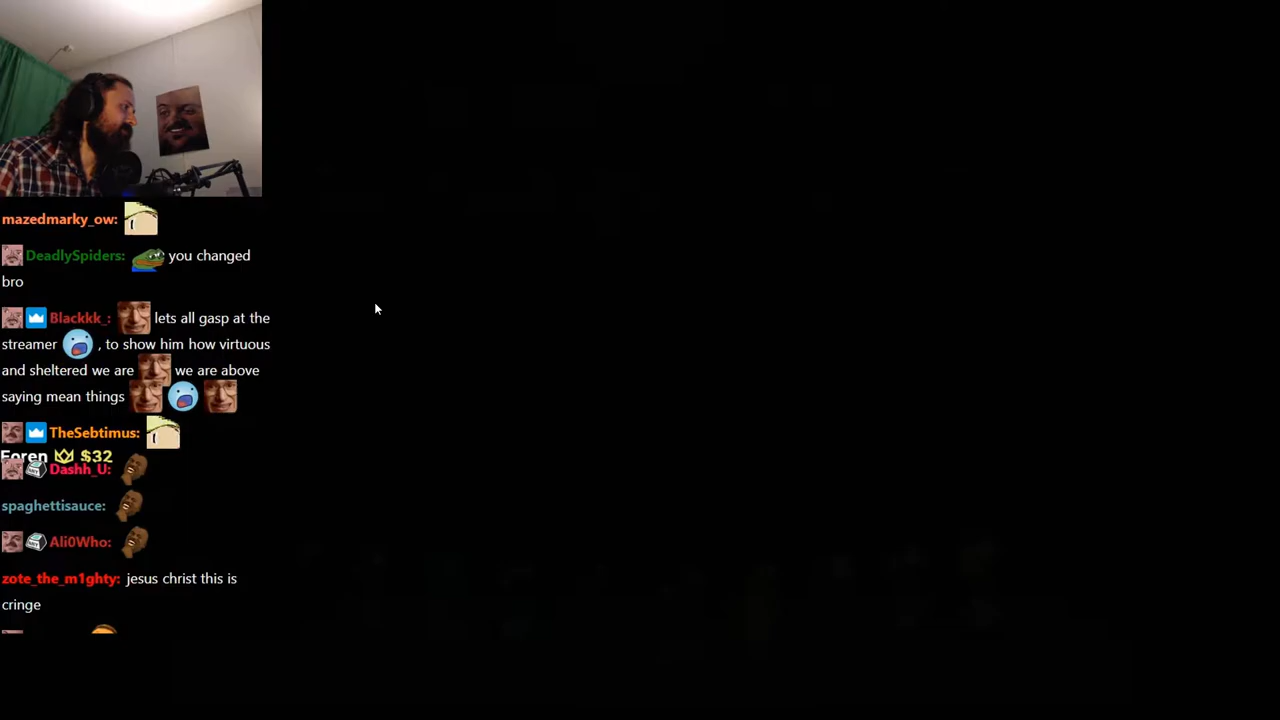 mazedmarky_ow:
DeadlySpiders: you changed
bro
Blackkk_: lets all gasp at the
streamer , to show him how virtuous
and sheltered we are we are above
saying mean things
TheSebtimus:
Foren $32
Dashh_U:
spaghettisauce:
Ali0Who:
zote_the_m1ghty: jesus christ this is
cringe